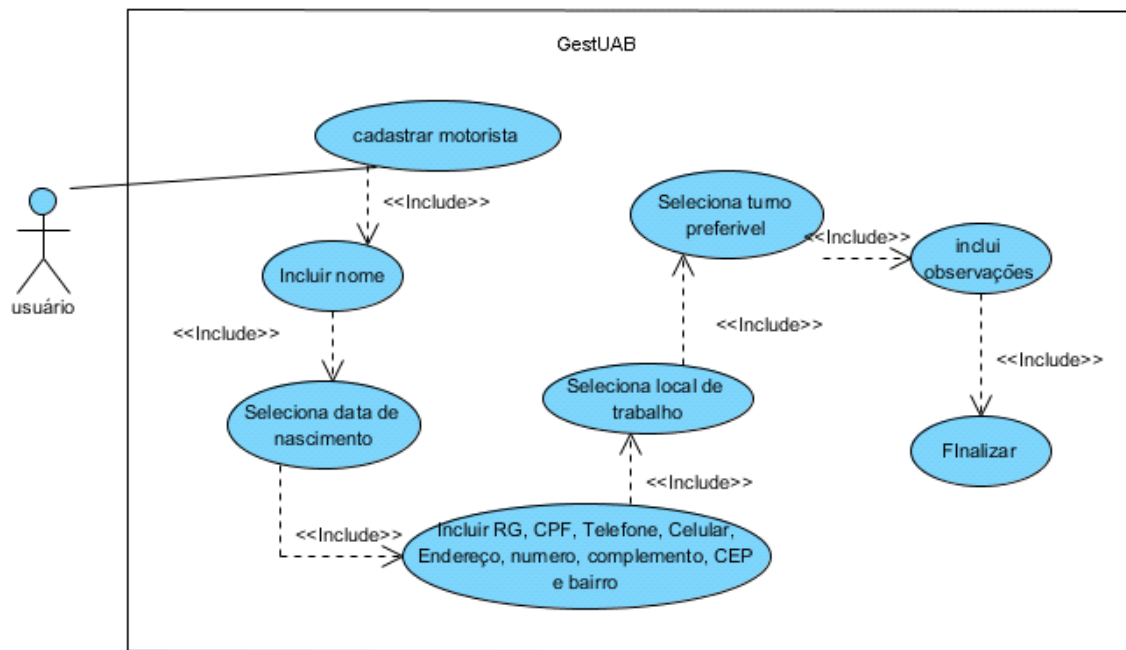 GestUAB
cadastrar motorista
<<Include>>
usuário
Incluir nome
<<Include>>
Seleciona data de
nascimento
<<Include>>
Incluir RG, CPF, Telefone, Celular,
Endereço, numero, complemento, CEP
e bairro
<<Include>>
Seleciona local de
trabalho
<<Include>>
Seleciona turno
preferivel
<<Include>>
inclui
observações
<<Include>>
FInalizar